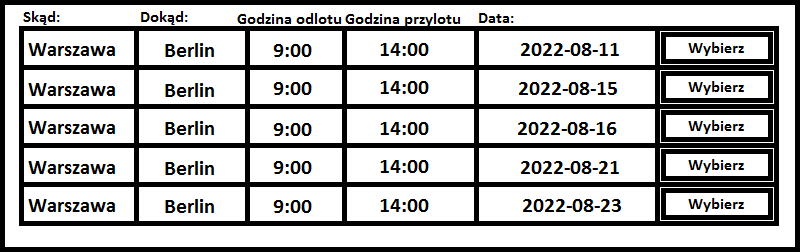 Skąd: Dokąd: Godzina odlotu Godzina przylotu Data:
Warszawa Berlin 9:00 14:00 2022-08-11 Wybierz
Warszawa Berlin 9:00 14:00 2022-08-15 Wybierz
Warszawa Berlin 9:00 14:00 2022-08-16 Wybierz
Warszawa Berlin 9:00 14:00 2022-08-21 Wybierz
Warszawa Berlin 9:00 14:00 2022-08-23 Wybierz